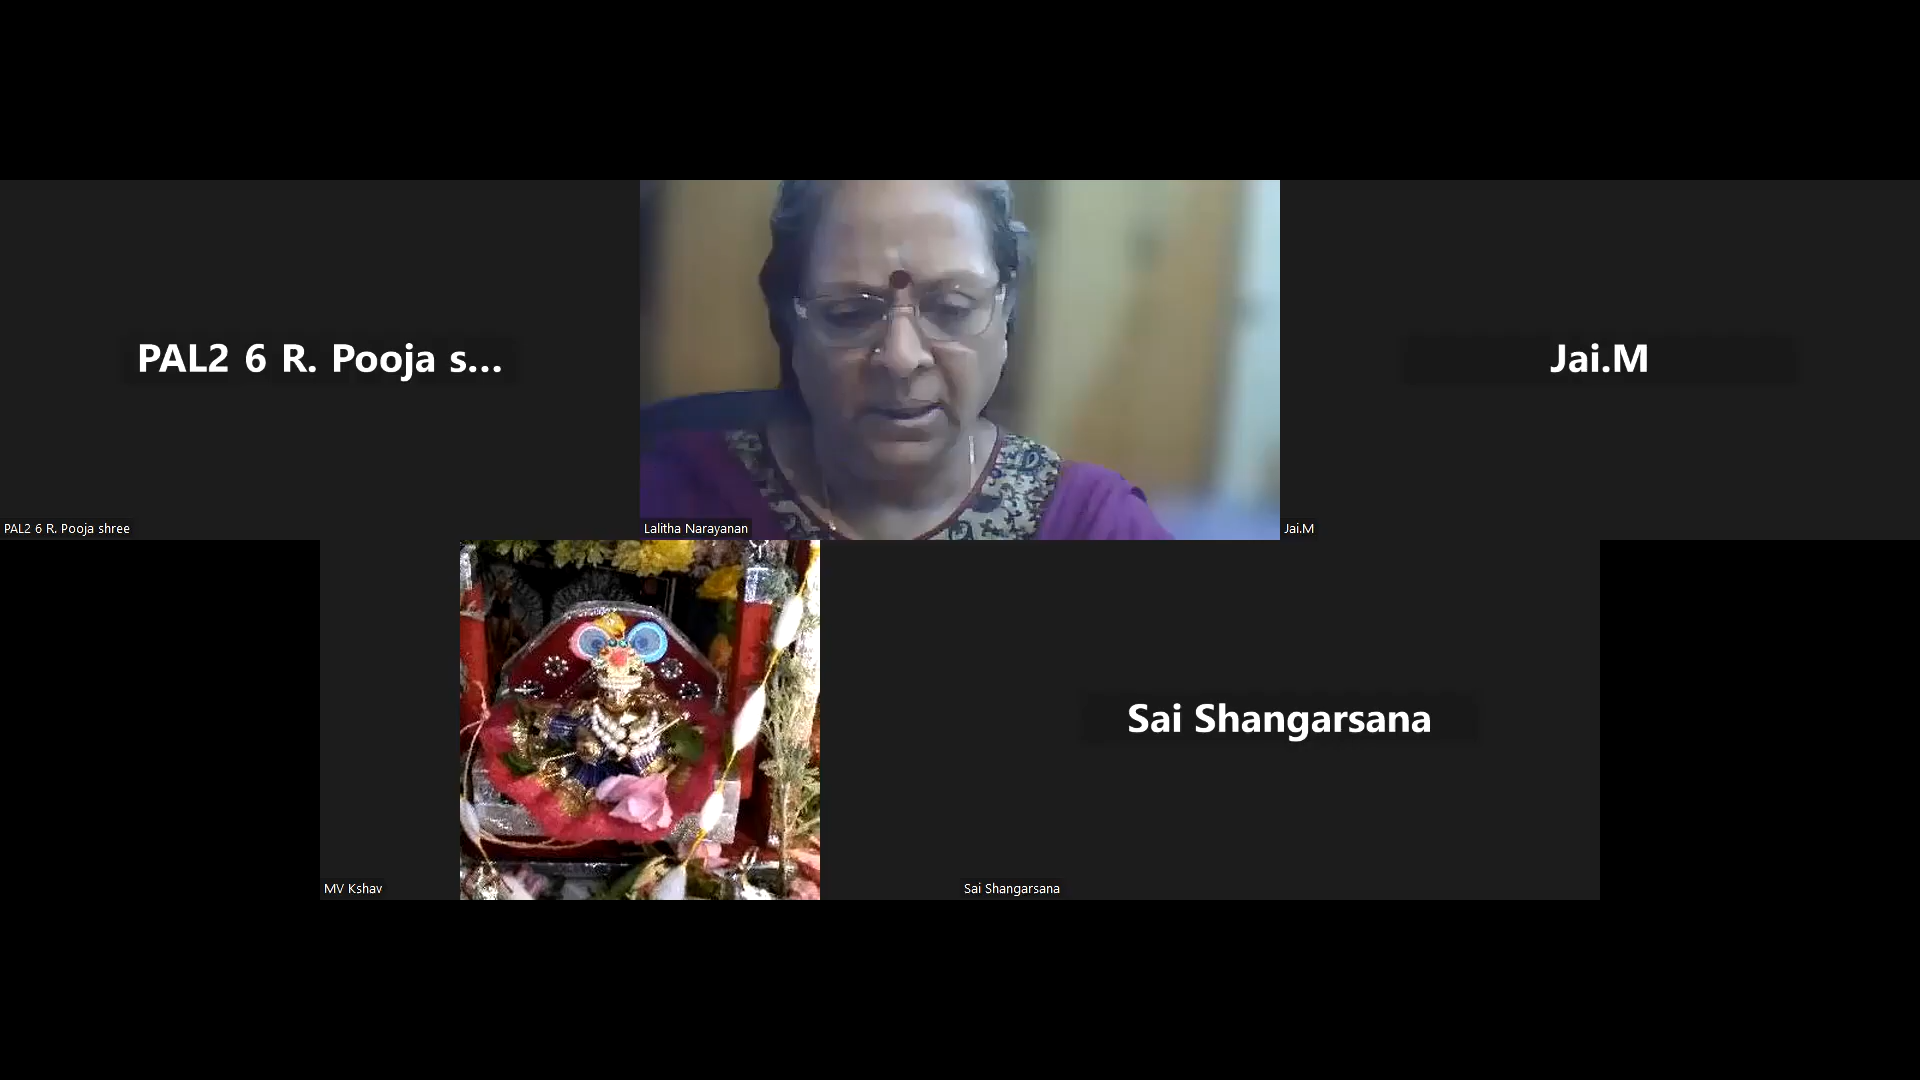 PAL2 6 R. Pooja s...
Jai.M
PAL2 6 R. Pooja shree
Lalitha Narayanan
Jai.M
Sai Shangarsana
MV Kshav
Sai Shangarsana